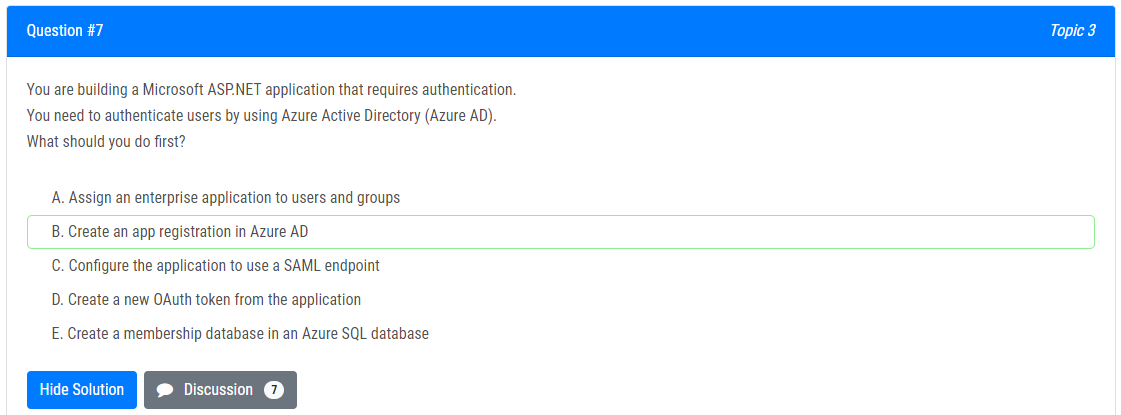 Question #7
Topic 3
You are building a Microsoft ASP.NET application that requires authentication.
You need to authenticate users by using Azure Active Directory (Azure AD).
What should you do first?
A. Assign an enterprise application to users and groups
B. Create an app registration in Azure AD
C. Configure the application to use a SAML endpoint
D. Create a new OAuth token from the application
E. Create a membership database in an Azure SQL database
Hide Solution
Discussion 7